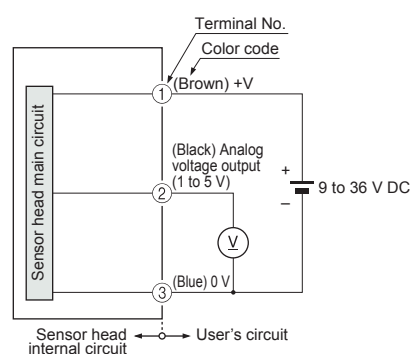 Terminal No.
Color code
1
(Brown) +V
Sensor head main circuit
(Black) Analog
voltage output
(1 to 5 V)
2
+
9 to 36 V DC
–
V
3
(Blue) 0 V
Sensor head
internal circuit
User's circuit